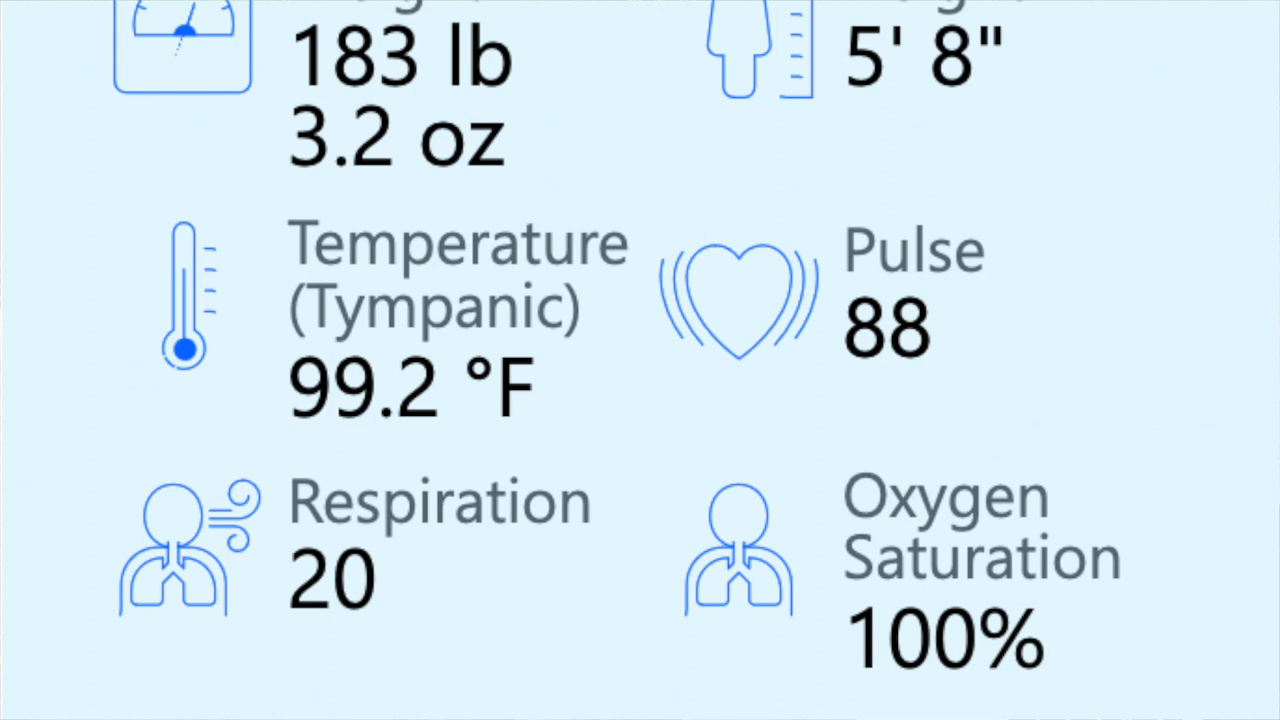 183 lb
3.2 oz
5' 8"
Temperature
(Tympanic)
99.2 °F
Pulse
88
Respiration
20
Oxygen
Saturation
100%